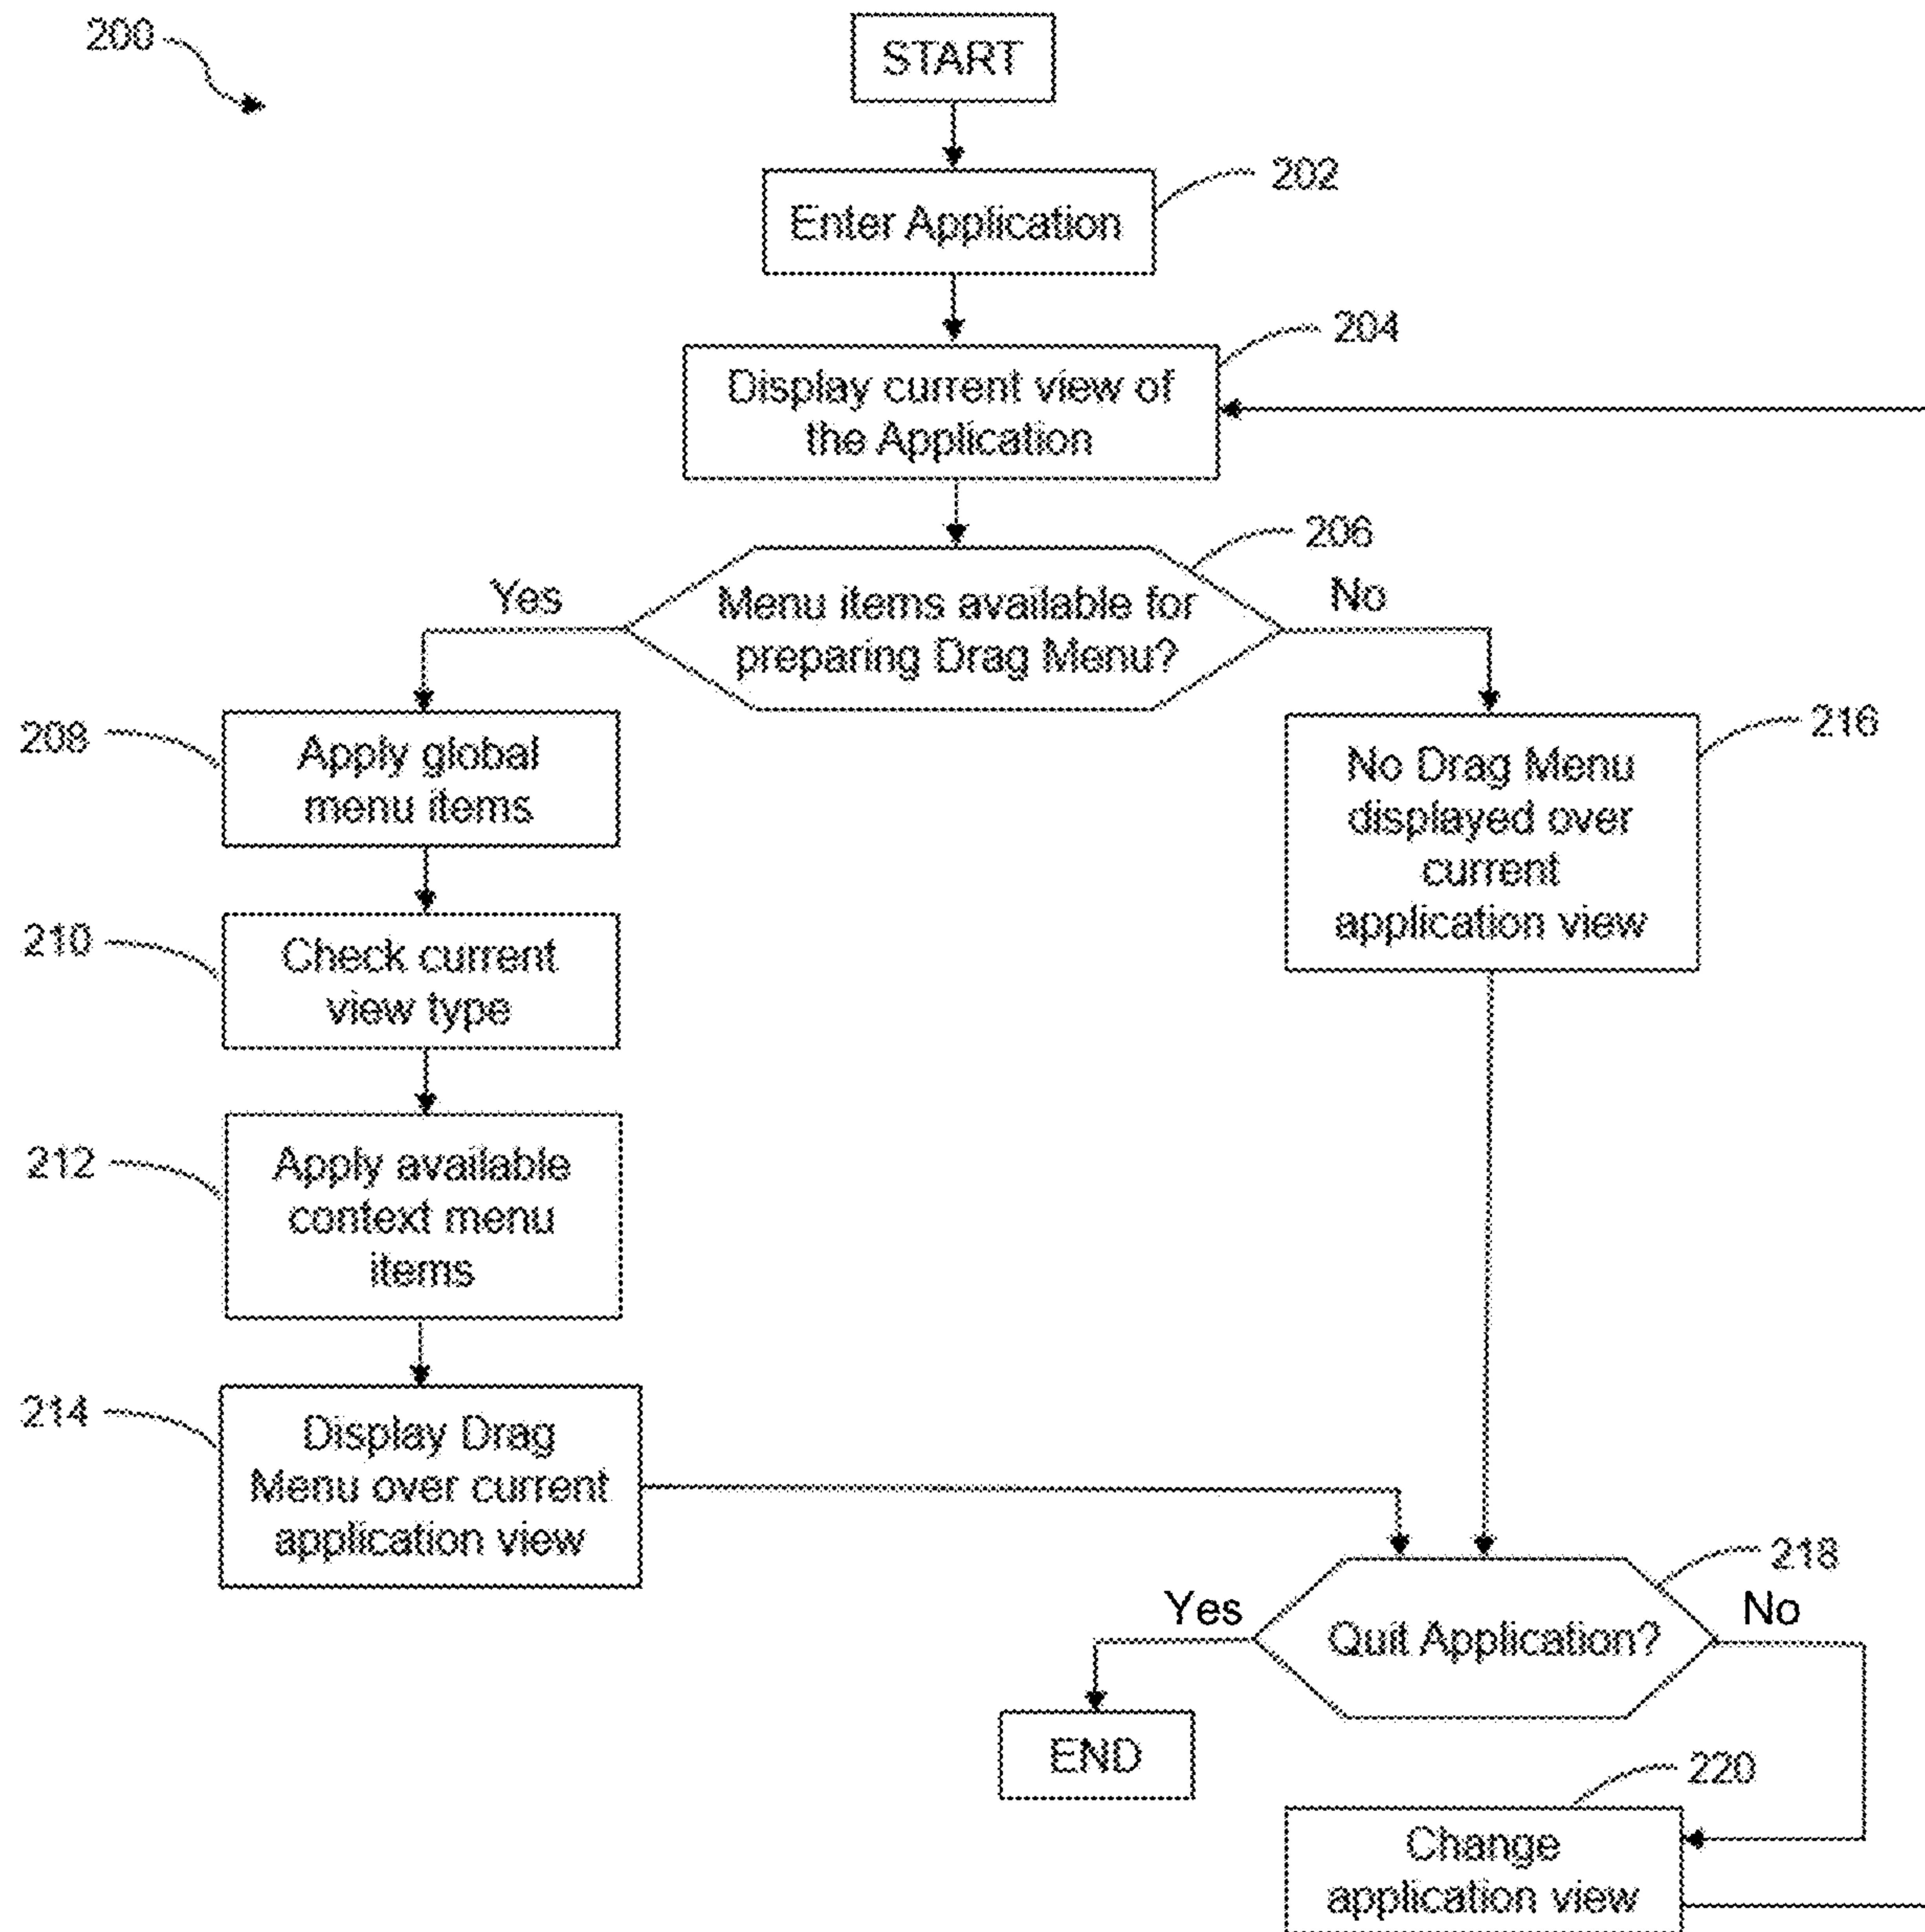 200
START
202
Enter Application
204
Display current view of
the Application
206
Yes
No
Menu items available for
preparing Drag Menu?
208
Apply global
menu items
216
No Drag Menu
displayed over
current
application view
210
Check current
view type
212
Apply available
context menu
items
214
Display Drag
Menu over current
application view
218
Yes
No
Quit Application?
END
220
Change
application view